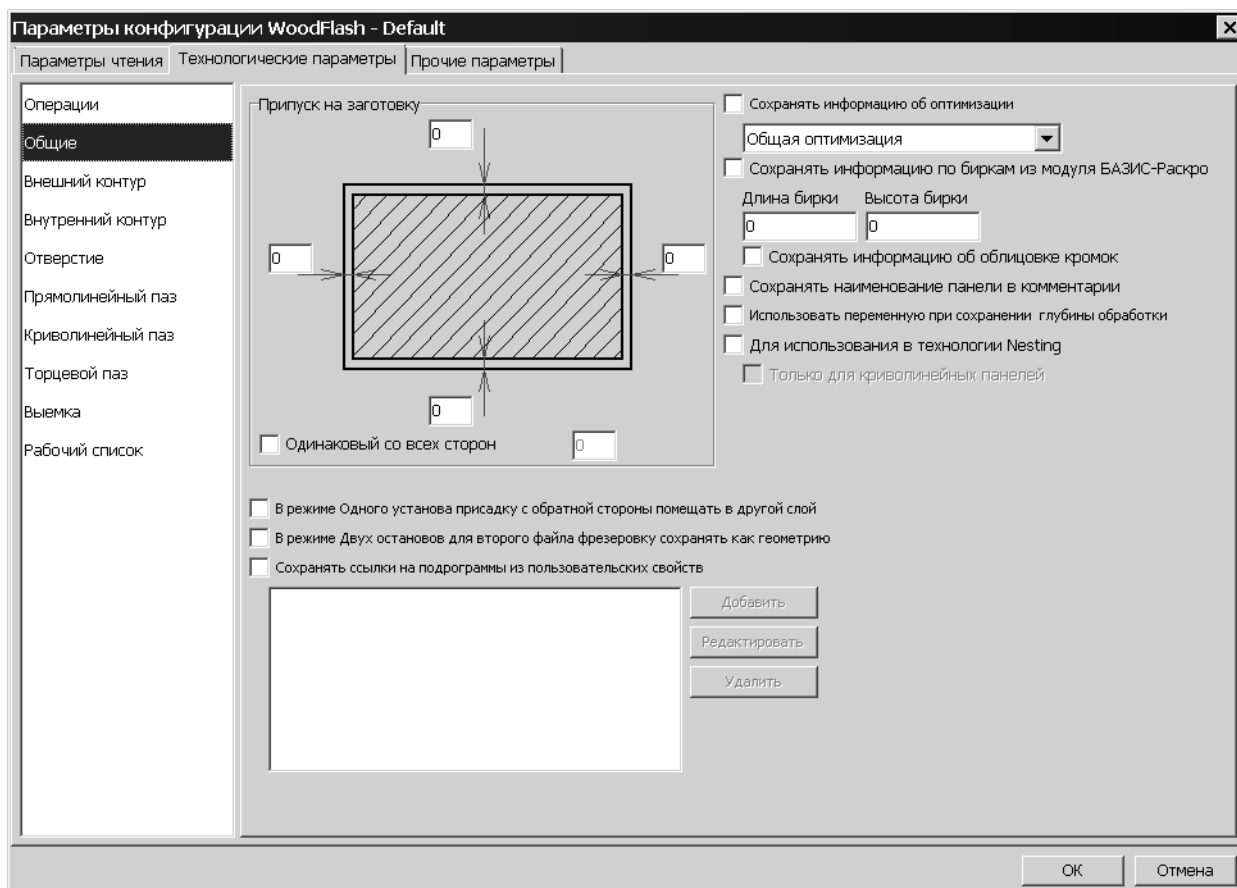 Параметры конфигурации WoodFlash - Default
Параметры чтения
Технологические параметры
Прочие параметры
Операции
Общие
Внешний контур
Внутренний контур
Отверстие
Прямолинейный паз
Криволинейный паз
Торцевой паз
Выемка
Рабочий список
Припуск на заготовку
0
0
0
0
Одинаковый со всех сторон
0
Сохранять информацию об оптимизации
Общая оптимизация
Сохранять информацию по биркам из модуля БАЗИС-Раскро
Длина бирки
Высота бирки
0
0
Сохранять информацию об облицовке кромок
Сохранять наименование панели в комментарии
Использовать переменную при сохранении глубины обработки
Для использования в технологии Nesting
Только для криволинейных панелей
В режиме Одного установа присадку с обратной стороны помещать в другой слой
В режиме Двух остановов для второго файла фрезеровку сохранять как геометрию
Сохранять ссылки на подрограммы из пользовательских свойств
Добавить
Редактировать
Удалить
ОК
Отмена